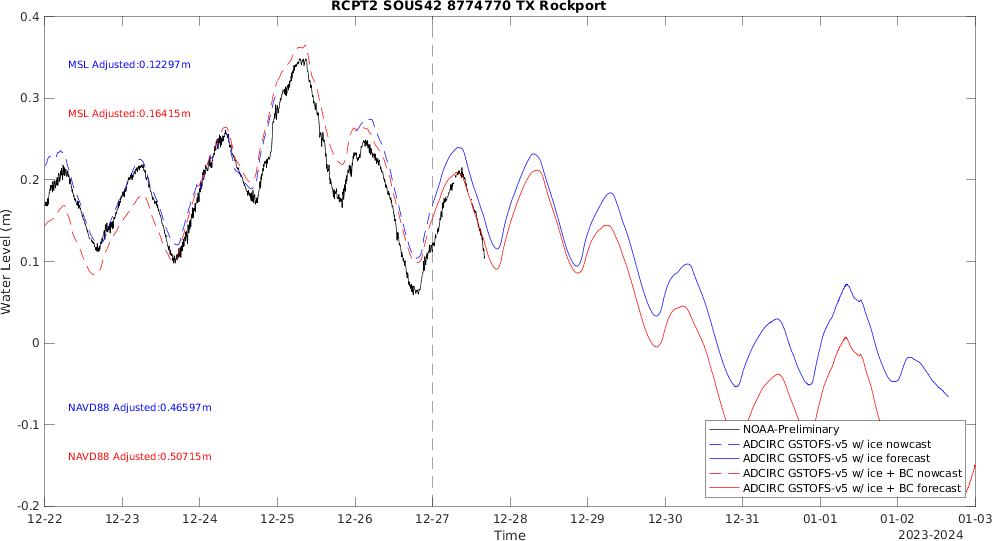 RCPT2 SOUS42 8774770 TX Rockport
0.4
0.3
0.2
0.1
0
-0.1
-0.2
Water Level (m)
MSL Adjusted:0.12297m
MSL Adjusted:0.16415m
NAVD88 Adjusted:0.46597m
NAVD88 Adjusted:0.50715m
NOAA-Preliminary
ADCIRC GSTOFS-v5 w/ ice nowcast
ADCIRC GSTOFS-v5 w/ ice forecast
ADCIRC GSTOFS-v5 w/ ice + BC nowcast
ADCIRC GSTOFS-v5 w/ ice + BC forecast
12-22 12-23 12-24 12-25 12-26 12-27 12-28 12-29 12-30 12-31 01-01 01-02 01-03
Time
2023-2024